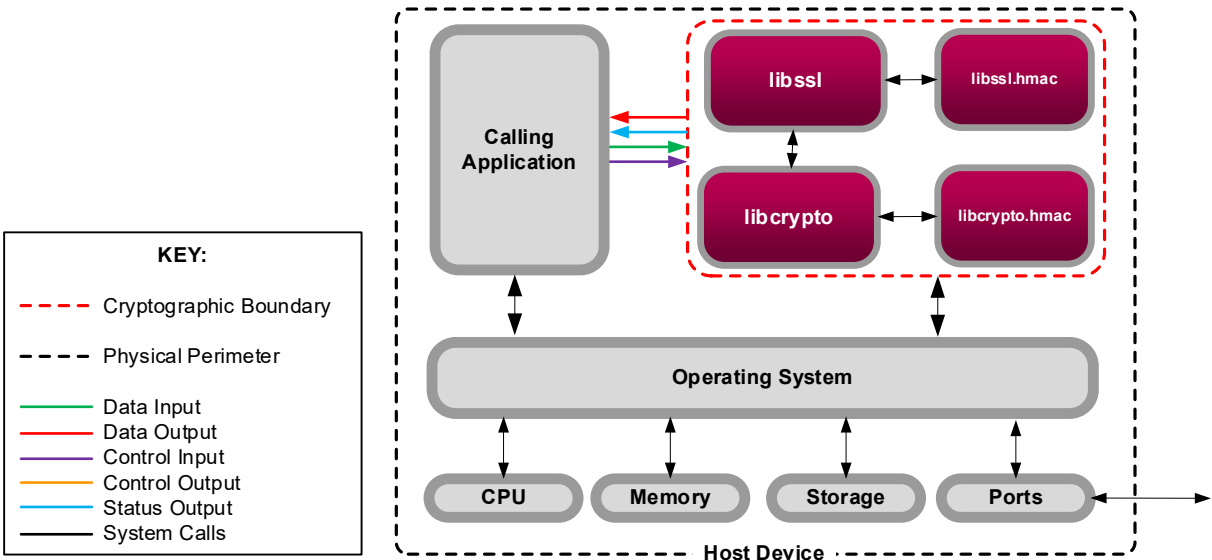 libssl
libssl.hmac
Calling
Application
libcrypto
libcrypto.hmac
KEY:
Cryptographic Boundary
Physical Perimeter
Data Input
Data Output
Control Input
Control Output
Status Output
System Calls
Operating System
CPU
Memory
Storage
Ports
Host Device